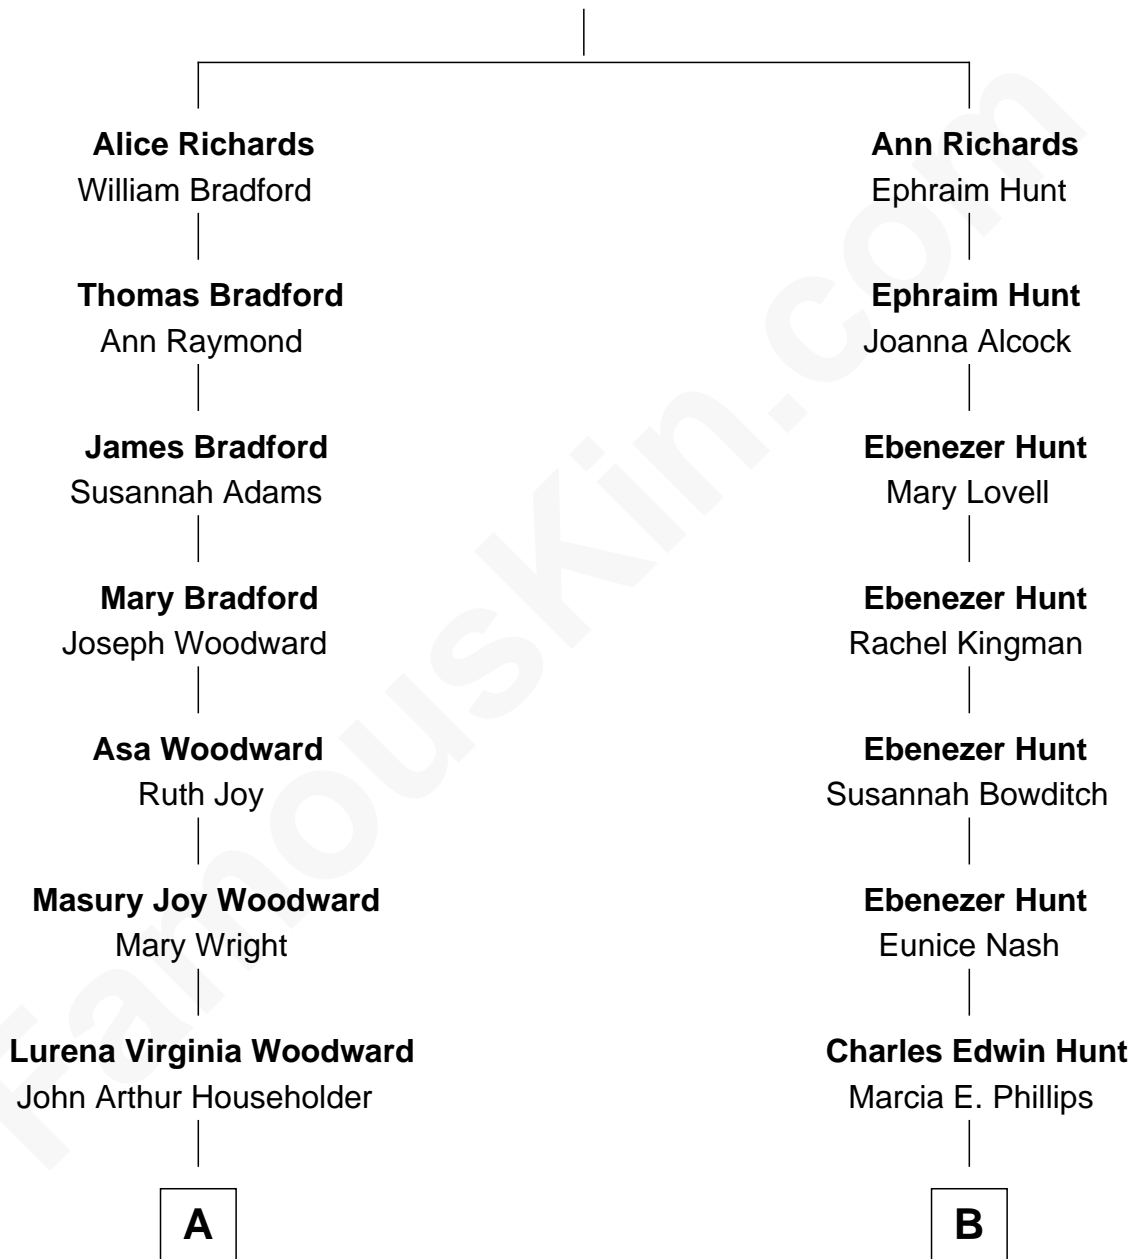 Alice Richards
William Bradford
Thomas Bradford
Ann Raymond
James Bradford
Susannah Adams
Mary Bradford
Joseph Woodward
Asa Woodward
Ruth Joy
Masury Joy Woodward
Mary Wright
Lurena Virginia Woodward
John Arthur Householder
A
Ann Richards
Ephraim Hunt
Ephraim Hunt
Joanna Alcock
Ebenezer Hunt
Mary Lovell
Ebenezer Hunt
Rachel Kingman
Ebenezer Hunt
Susannah Bowditch
Ebenezer Hunt
Eunice Nash
Charles Edwin Hunt
Marcia E. Phillips
B
FamousKin.com